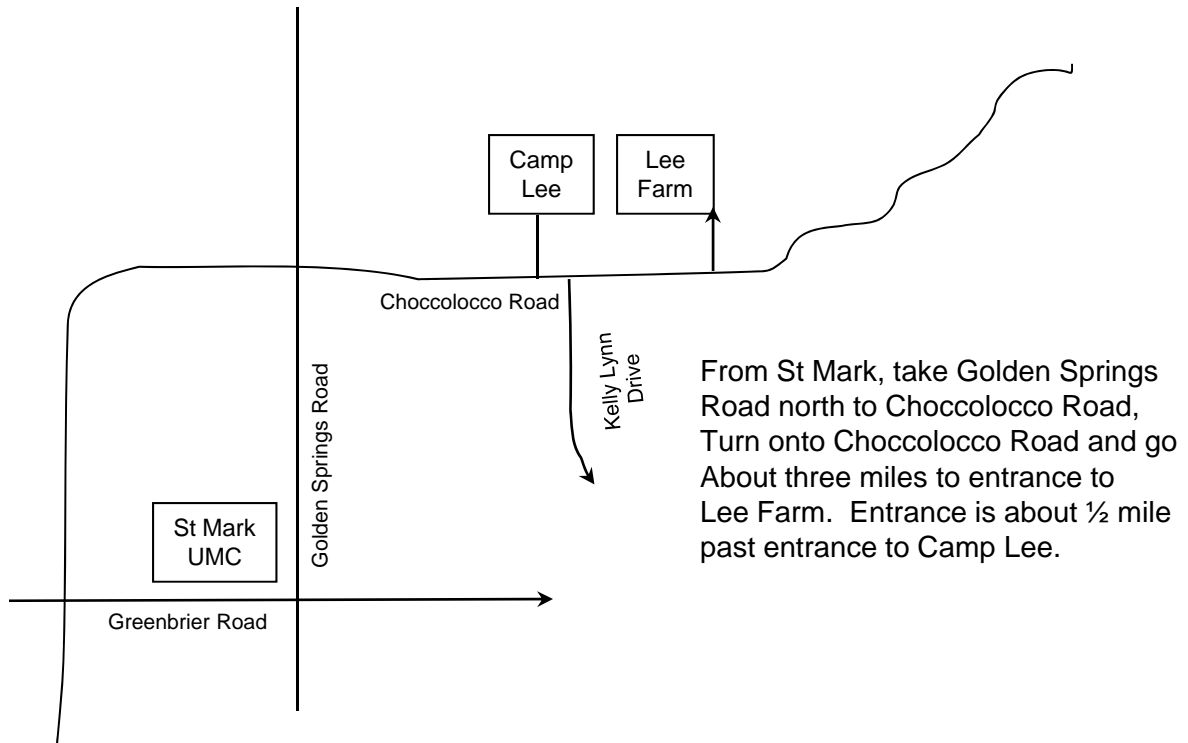 Camp
Lee
Lee
Farm
Choccolocco Road
Kelly Lynn
Drive
From St Mark, take Golden Springs
Road north to Choccolocco Road,
Turn onto Choccolocco Road and go
About three miles to entrance to
Lee Farm.  Entrance is about ½ mile
past entrance to Camp Lee.
Golden Springs Road
St Mark
UMC
Greenbrier Road